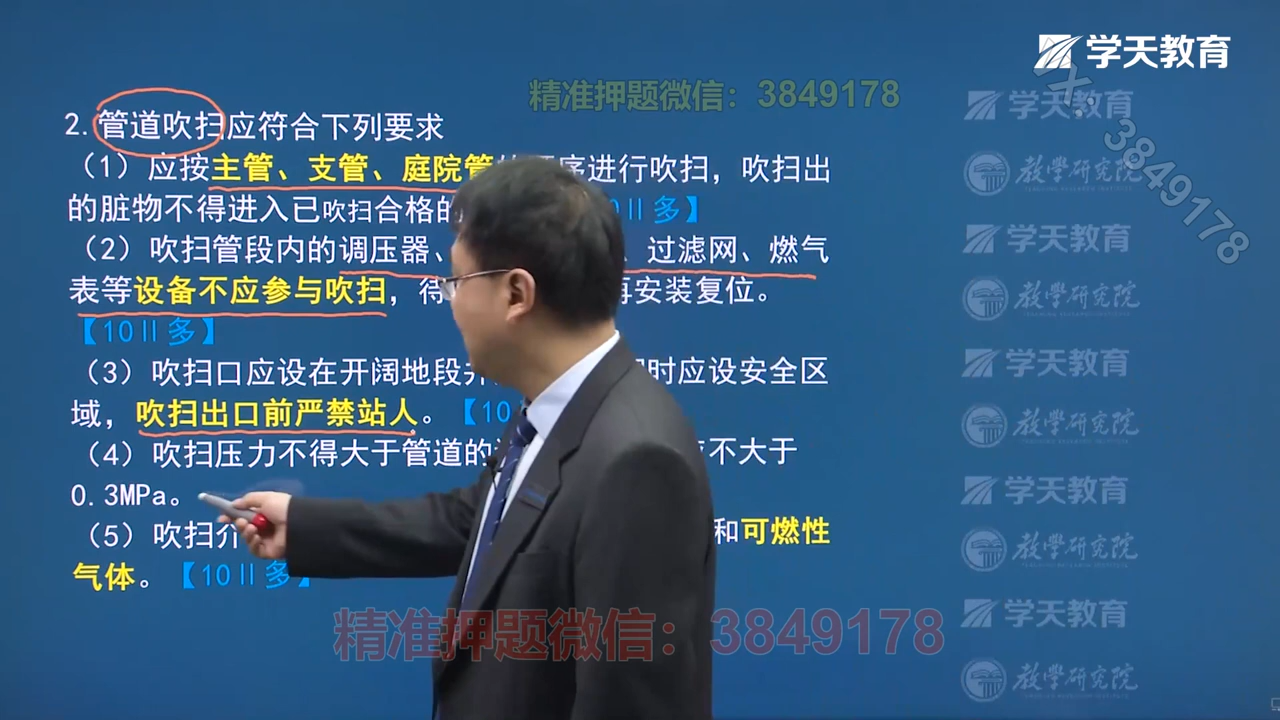 学天教育
精准押题微信：3849178
学天教育
X：3849178
2.管道吹扫应符合下列要求
（1）应按主管、支管、庭院管 序进行吹扫，吹扫出
的脏物不得进入已吹扫合格的 0Ⅱ多】
（2）吹扫管段内的调压器、 、过滤网、燃气
表等设备不应参与吹扫，待 再安装复位。
【10Ⅱ多】
（3）吹扫口应设在开阔地段并 时应设安全区
域，吹扫出口前严禁站人。【10
（4）吹扫压力不得大于管道的 不大于
0.3MPa。
（5）吹扫介 和可燃性
气体。【10Ⅱ多】
教学研究院
学天教育
教学研究院
学天教育
教学研究院
学天教育
教学研究院
学天教育
教学研究院
精准押题微信：3849178